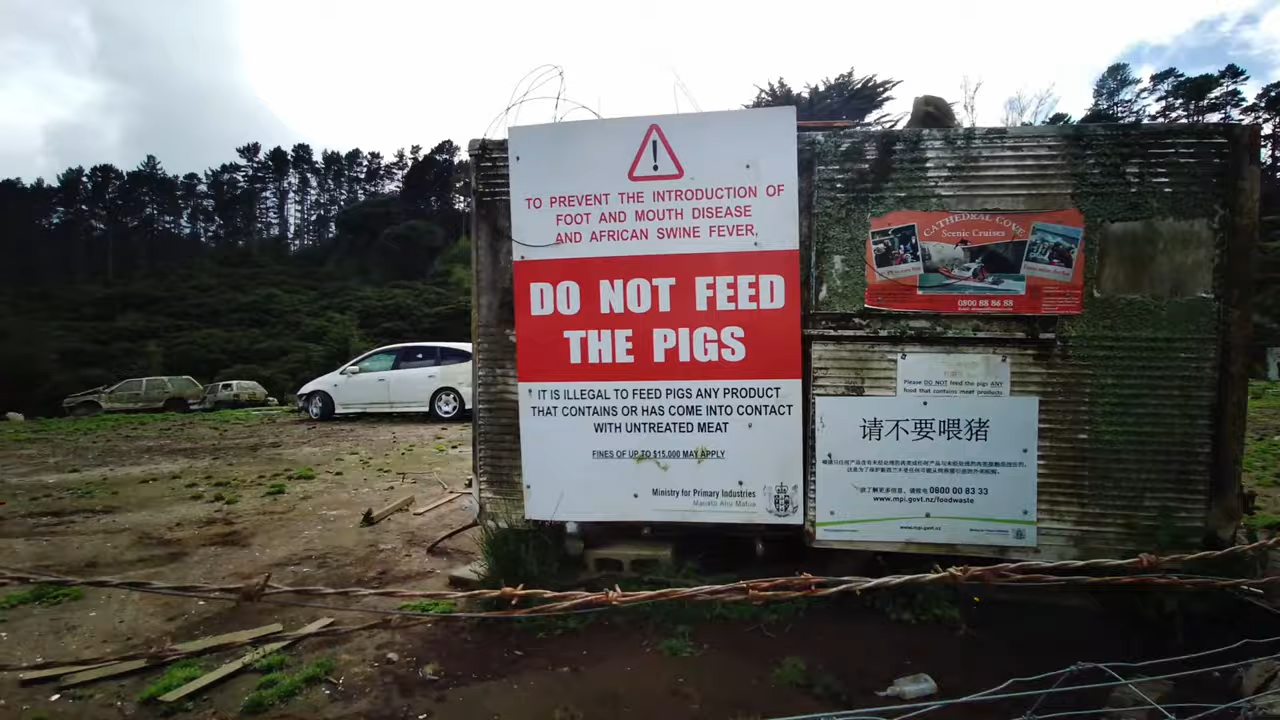 TO PREVENT THE INTRODUCTION OF
FOOT AND MOUTH DISEASE
AND AFRICAN SWINE FEVER,
DO NOT FEED
THE PIGS
IT IS ILLEGAL TO FEED PIGS ANY PRODUCT
THAT CONTAINS OR HAS COME INTO CONTACT
WITH UNTREATED MEAT
FINES OF UP TO $15,000 MAY APPLY
Ministry for Primary Industries
Manatū Ahu Matua
CATHEDRAL COVE
Scenic Cruises
0800 88 86 88
Please DO NOT feed the pigs ANY
food that contains meat products
请不要喂猪
0800 00 83 33
www.mpi.govt.nz/foodwaste
www.mpi.govt.nz